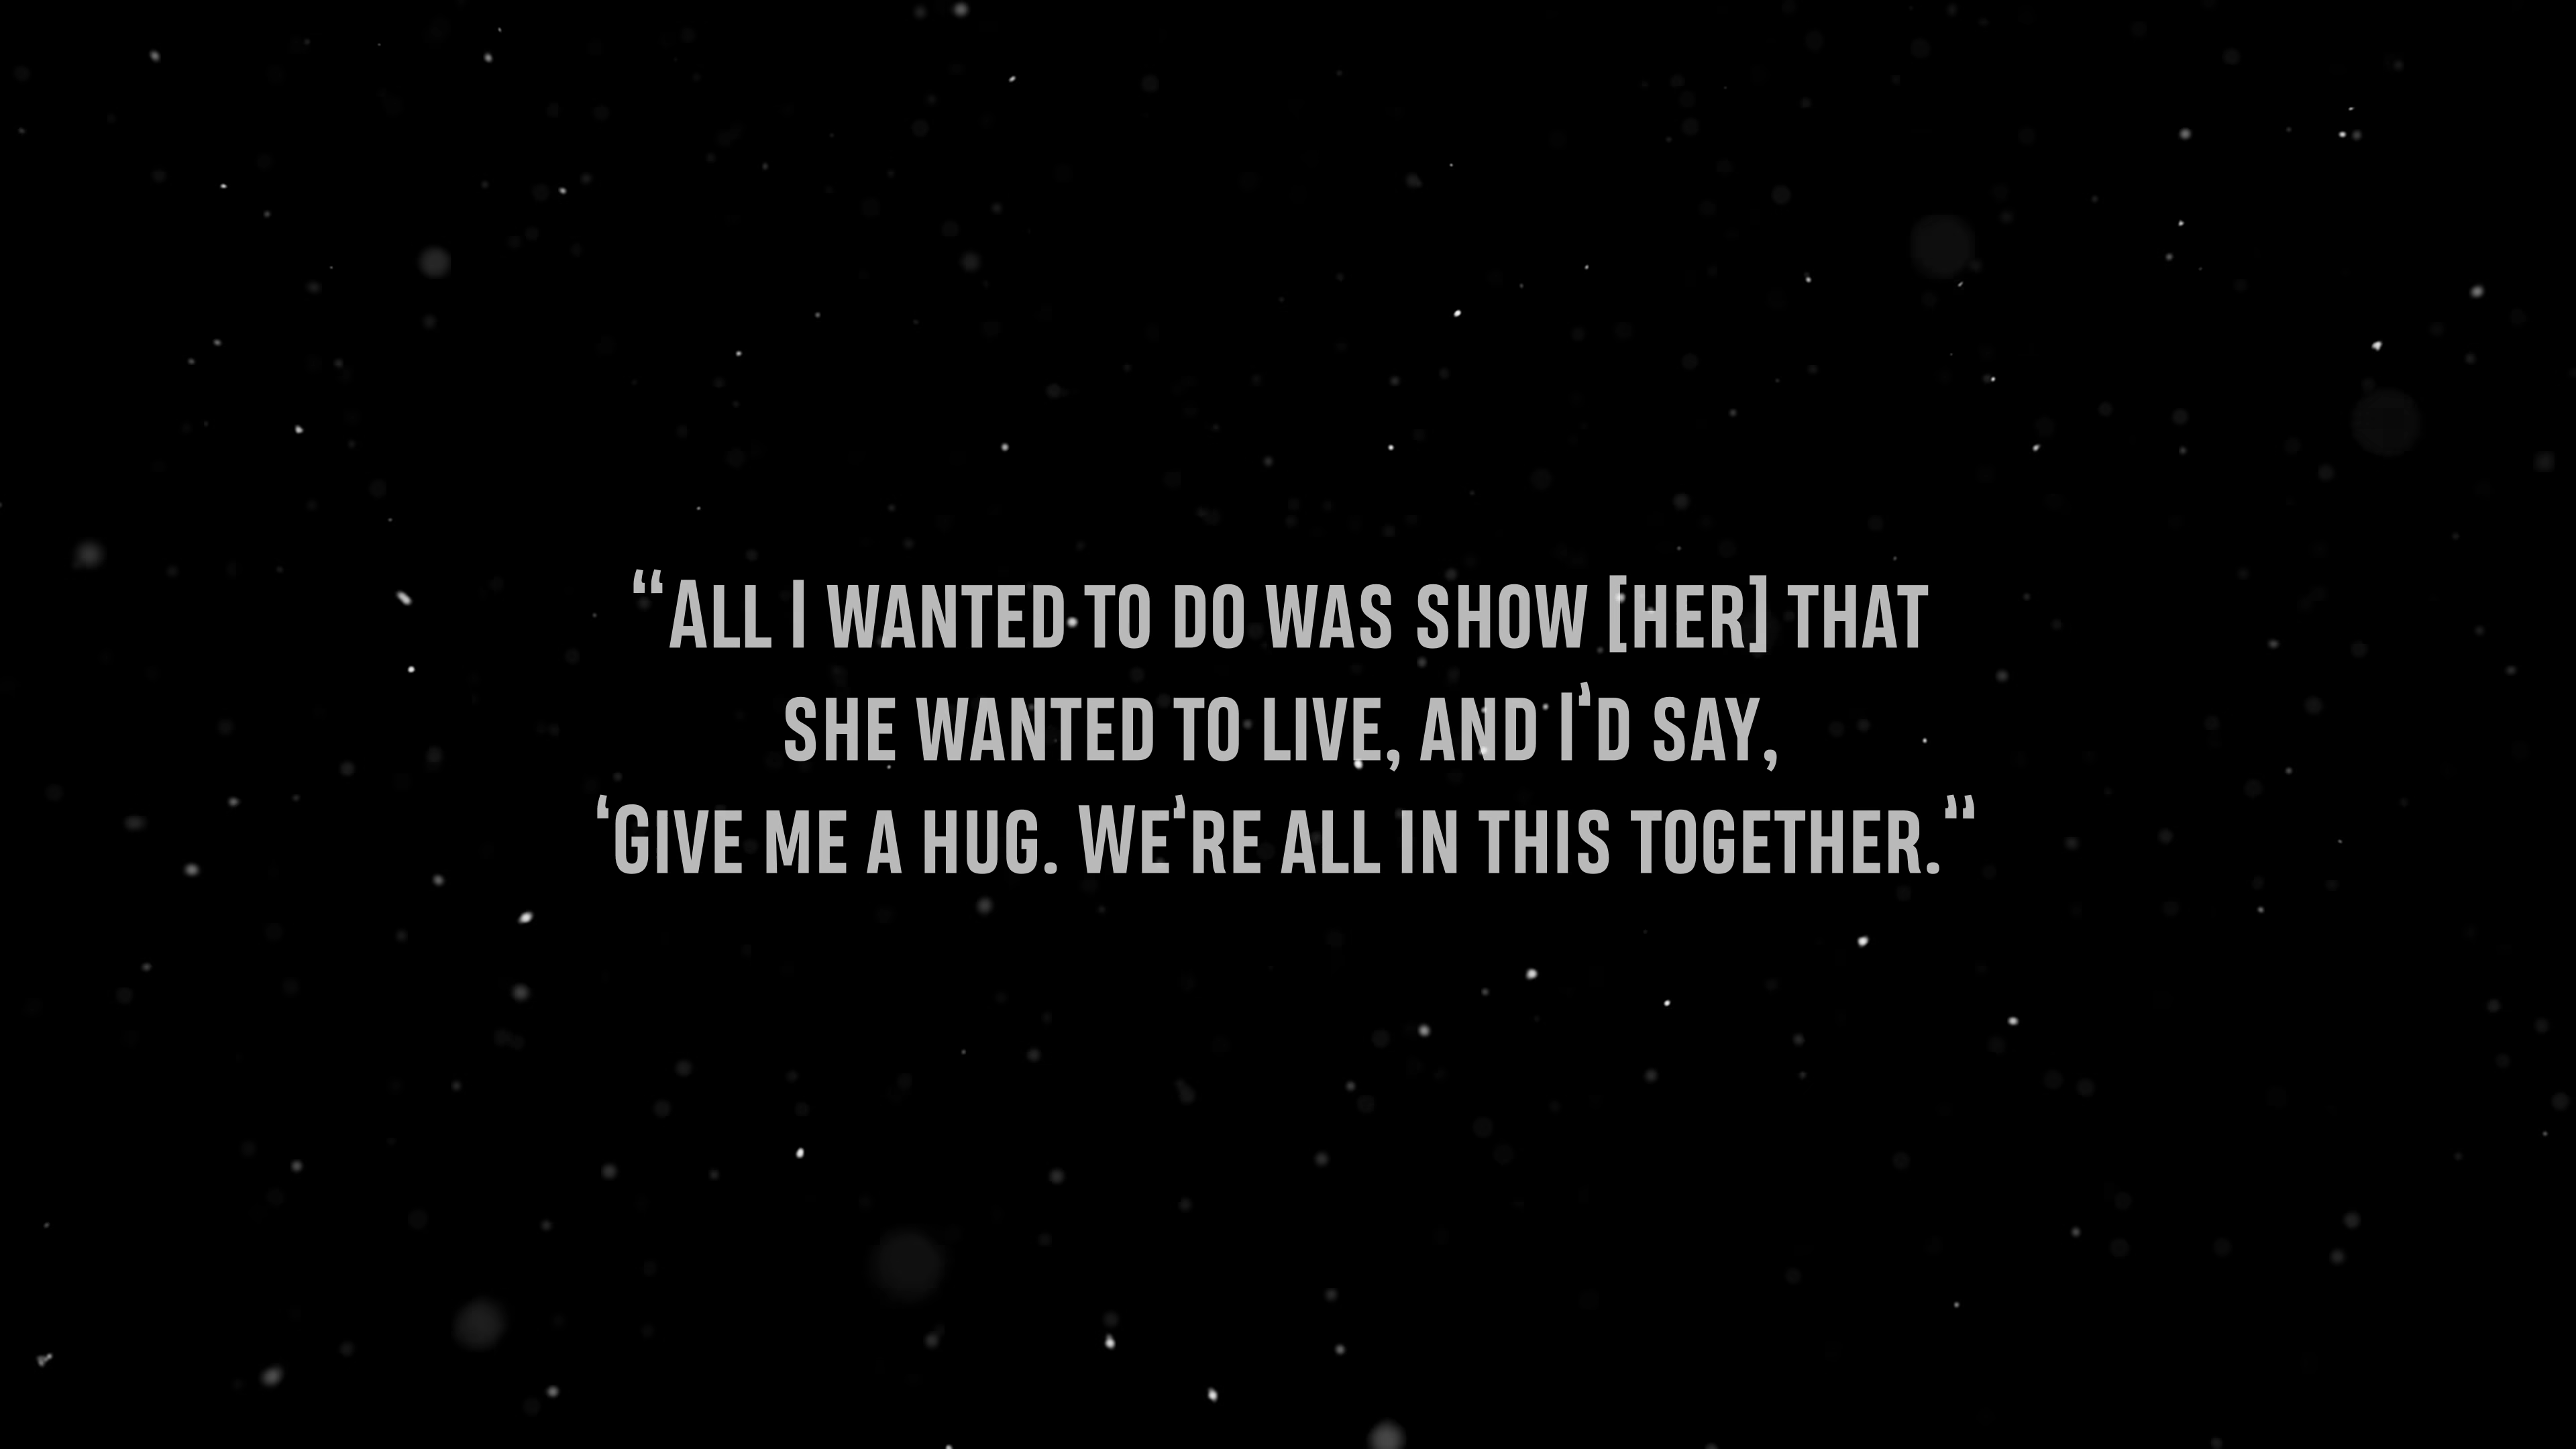 “All I wanted to do was show [her] that
she wanted to live, and I’d say,
‘Give me a hug. We’re all in this together.”